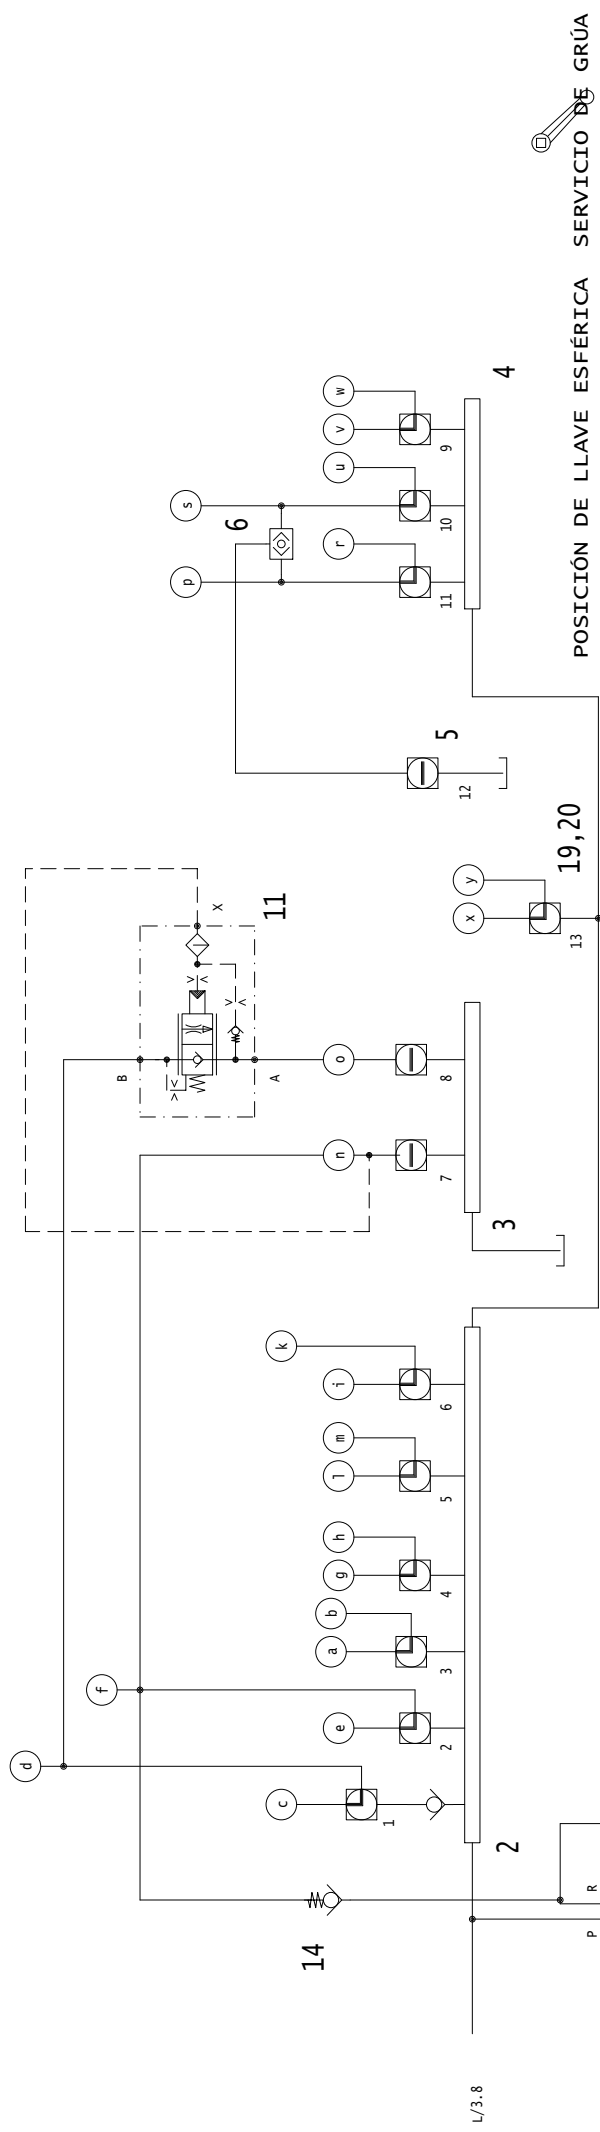 POSICIÓN DE LLAVE ESFÉRICA SERVICIO DE GRÚA
d
f
c
e
a
b
g
h
l
m
i
k
n
o
p
s
r
u
v
w
x
y
B
A
X
11
6
5
4
3
2
14
19,20
1
2
3
4
5
6
7
8
9
10
11
12
13
P
R
L/3.8